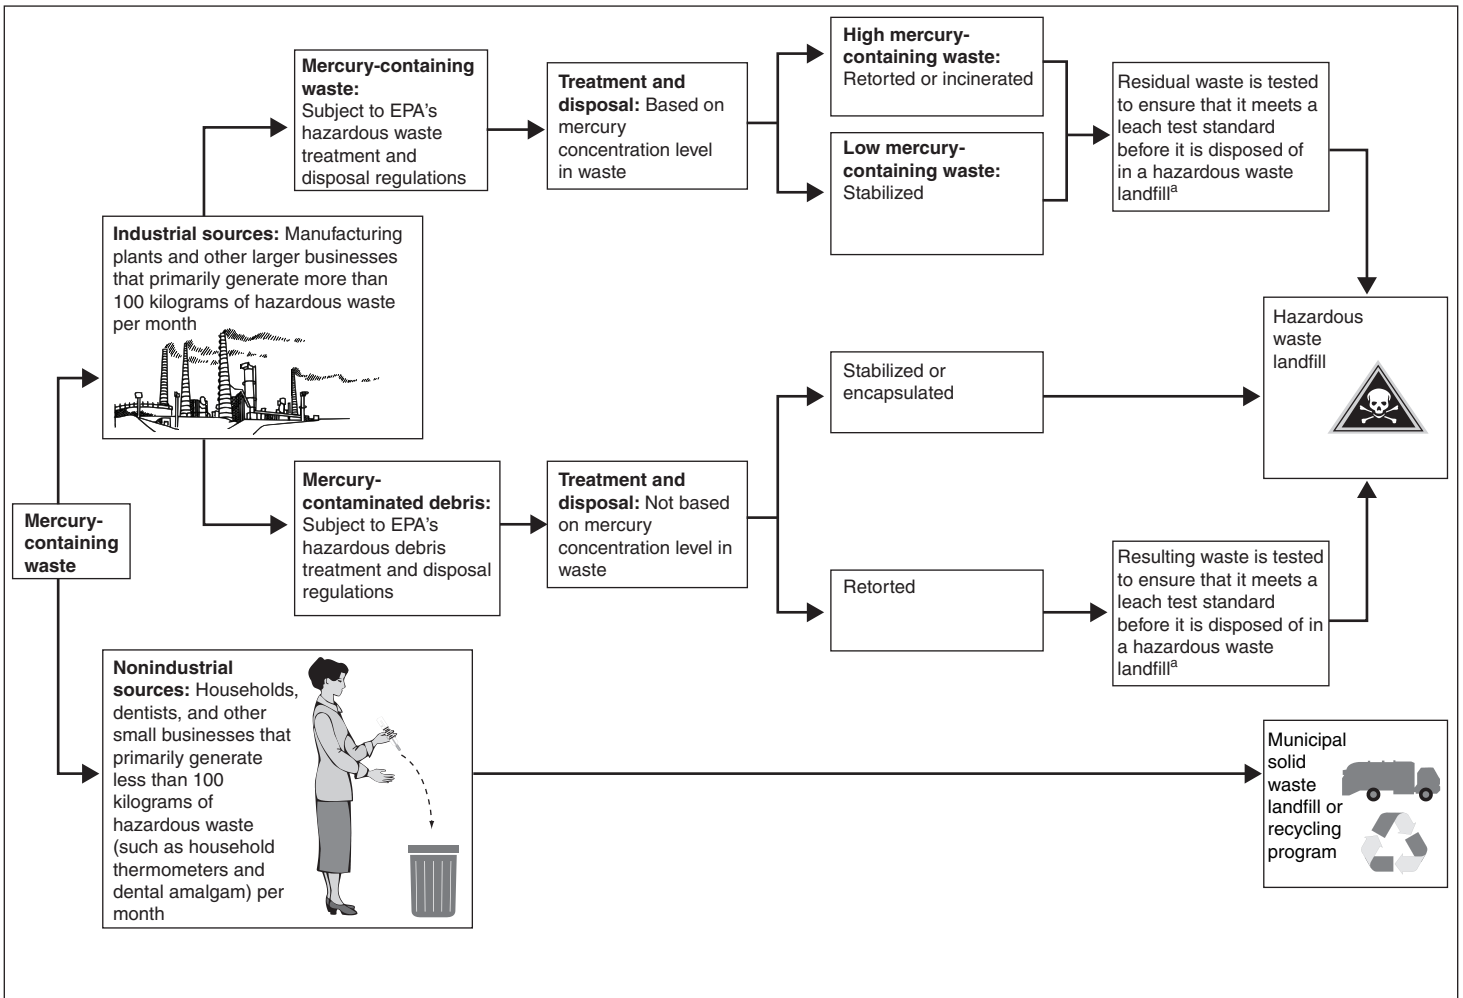 Mercury-
containing
waste
Industrial sources: Manufacturing
plants and other larger businesses
that primarily generate more than
100 kilograms of hazardous waste
per month
Mercury-containing
waste:
Subject to EPA's
hazardous waste
treatment and
disposal regulations
Treatment and
disposal: Based on
mercury
concentration level
in waste
High mercury-
containing waste:
Retorted or incinerated
Low mercury-
containing waste:
Stabilized
Residual waste is tested
to ensure that it meets a
leach test standard
before it is disposed of
in a hazardous waste
landfillª
Mercury-
contaminated debris:
Subject to EPA's
hazardous debris
treatment and disposal
regulations
Treatment and
disposal: Not based
on mercury
concentration level in
waste
Stabilized or
encapsulated
Retorted
Resulting waste is tested
to ensure that it meets a
leach test standard
before it is disposed of in
a hazardous waste
landfillª
Hazardous
waste
landfill
Nonindustrial
sources: Households,
dentists, and other
small businesses that
primarily generate
less than 100
kilograms of
hazardous waste
(such as household
thermometers and
dental amalgam) per
month
Municipal
solid
waste
landfill or
recycling
program